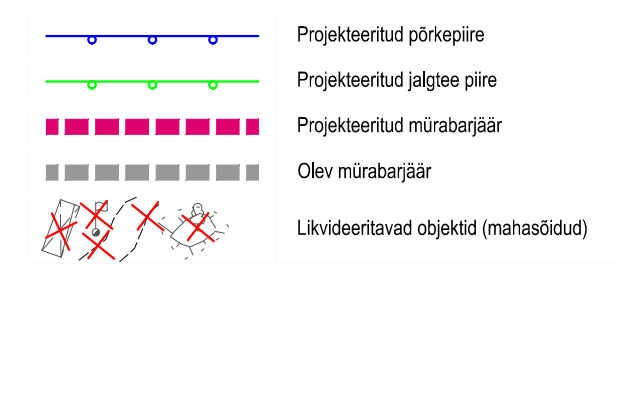 Projekteeritud põrkepiire
Projekteeritud jalgtee piire
Projekteeritud mürabarjäär
Olev mürabarjäär
Likvideeritavad objektid (mahasõidud)